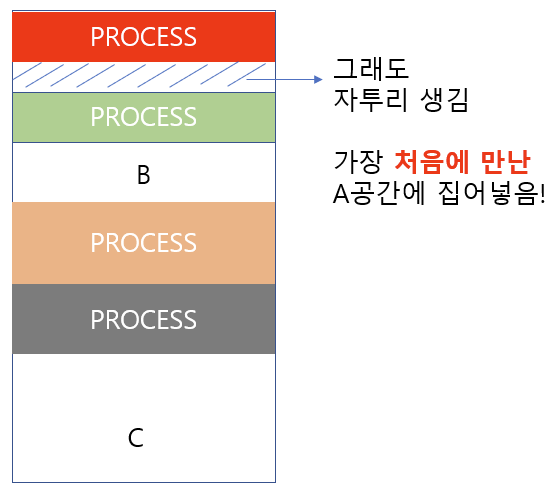 PROCESS
그래도
자투리 생김
PROCESS
가장 처음에 만난
A공간에 집어넣음!
B
PROCESS
PROCESS
C